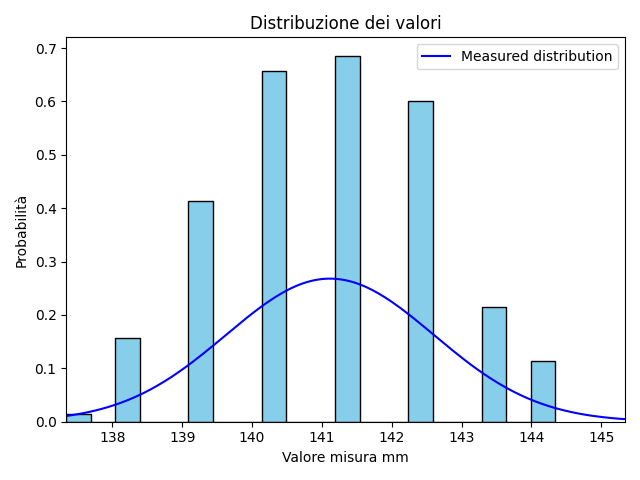 Distribuzione dei valori
Measured distribution
0.7
0.6
0.5
0.4
0.3
0.2
0.1
0.0
Probabilità
138 139 140 141 142 143 144 145
Valore misura mm